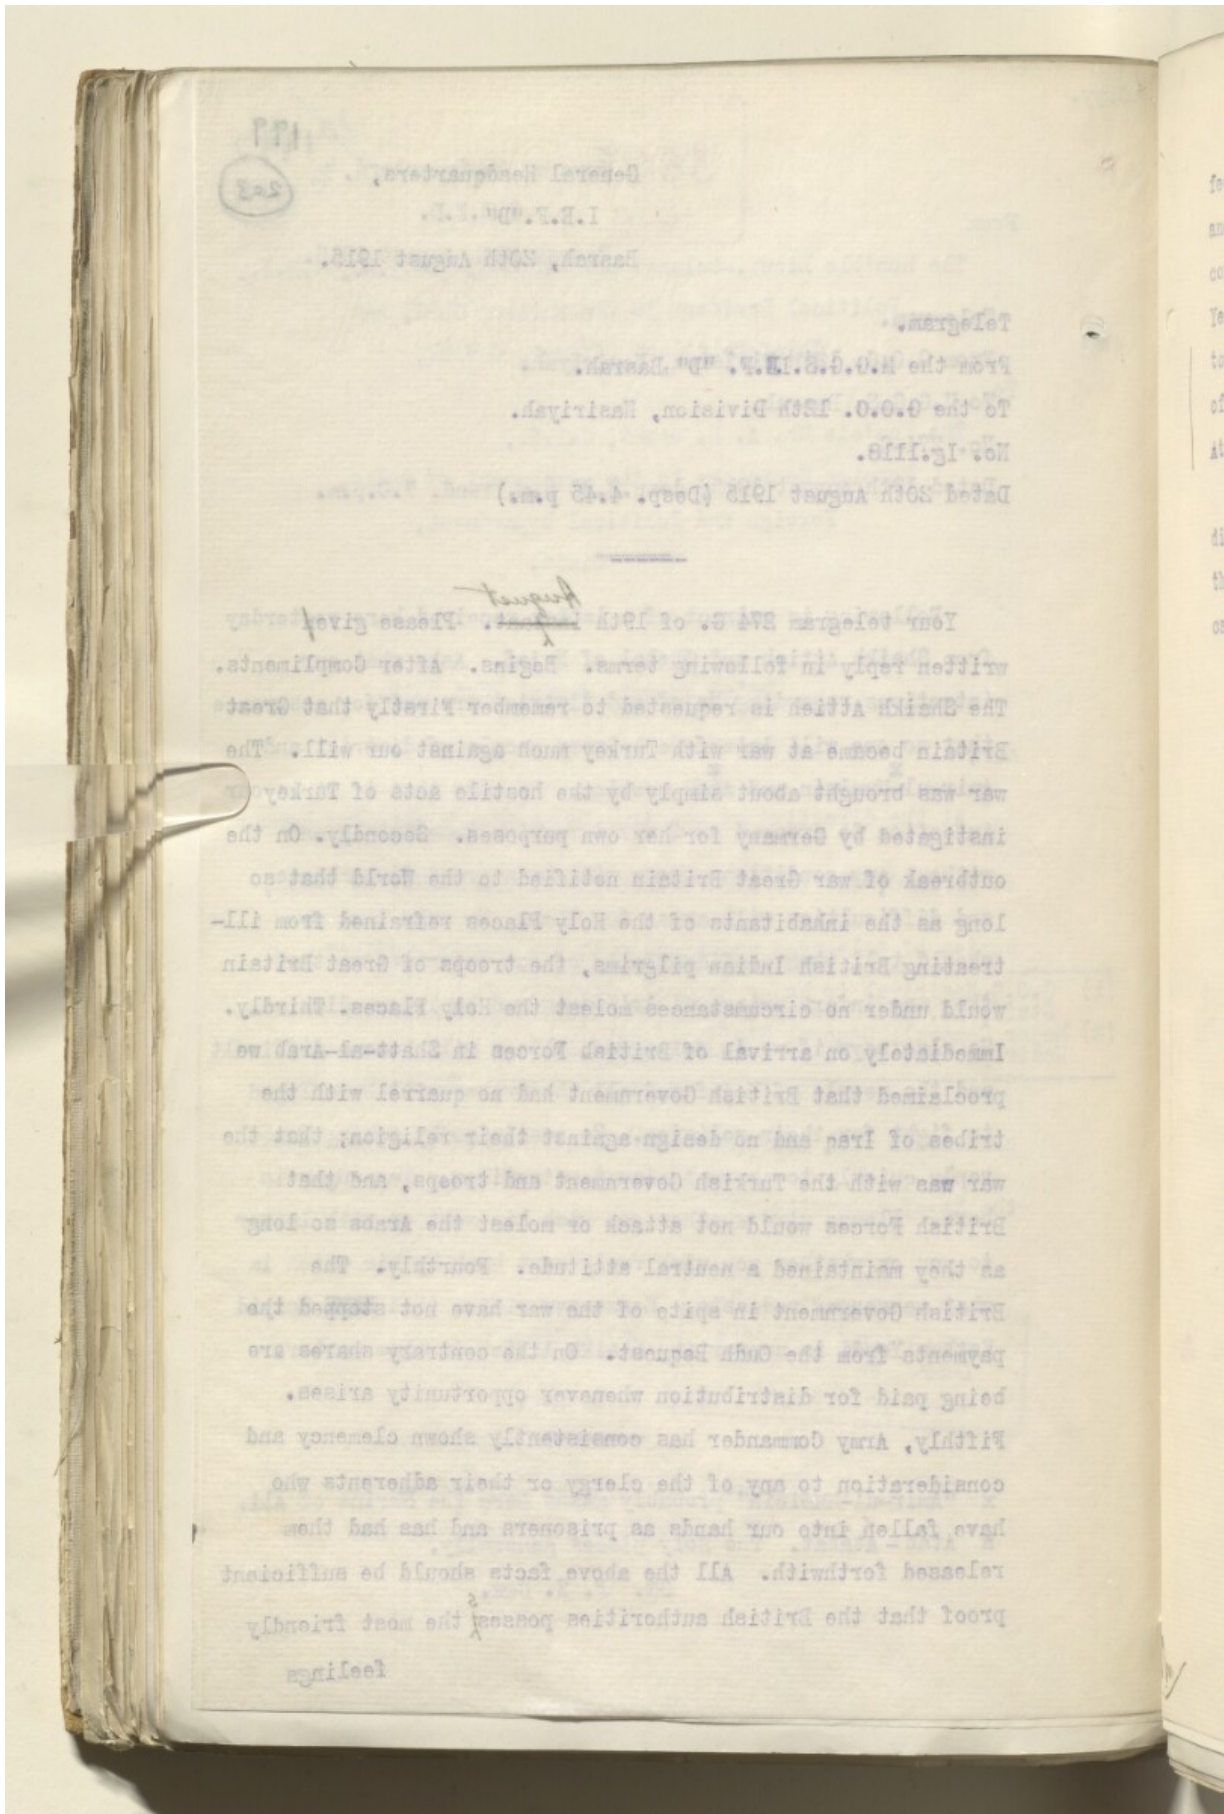 177
203
General Headquarters,
I.E.F. "D"
Basrah, 20th August 1915.
Telegram.
From the M.G.G.S.I.E.F. "D" Basrah.
To the G.O.C. 12th Division, Nasiriyah.
No. Ig.1118.
Dated 20th August 1915 (Desp. 4.45 p.m.)
August
Your telegram 274 G. of 19th . Please give
written reply in following terms. Begins. After Compliments.
The Shaikh Attieh is requested to remember Firstly that Great
Britain became at war with Turkey much against our will. The
war was brought about simply by the hostile acts of Turkey
instigated by Germany for her own purposes. Secondly. On the
outbreak of war Great Britain notified to the World that so
long as the inhabitants of the Holy Places refrained from ill-
treating British Indian pilgrims, the troops of Great Britain
would under no circumstances molest the Holy Places. Thirdly.
Immediately on arrival of British Forces in Shatt-al-Arab we
proclaimed that British Government had no quarrel with the
tribes of Iraq and no design against their religion; that the
war was with the Turkish Government and troops, and that
British Forces would not attack or molest the Arabs so long
as they maintained a neutral attitude. Fourthly. The
British Government in spite of the war have not stopped the
payments from the Oudh Bequest. On the contrary shares are
being paid for distribution whenever opportunity arises.
Fifthly, Army Commander has consistently shown clemency and
consideration to any of the clergy or their adherents who
have fallen into our hands as prisoners and has had them
released forthwith. All the above facts should be sufficient
proof that the British authorities possess the most friendly
feelings